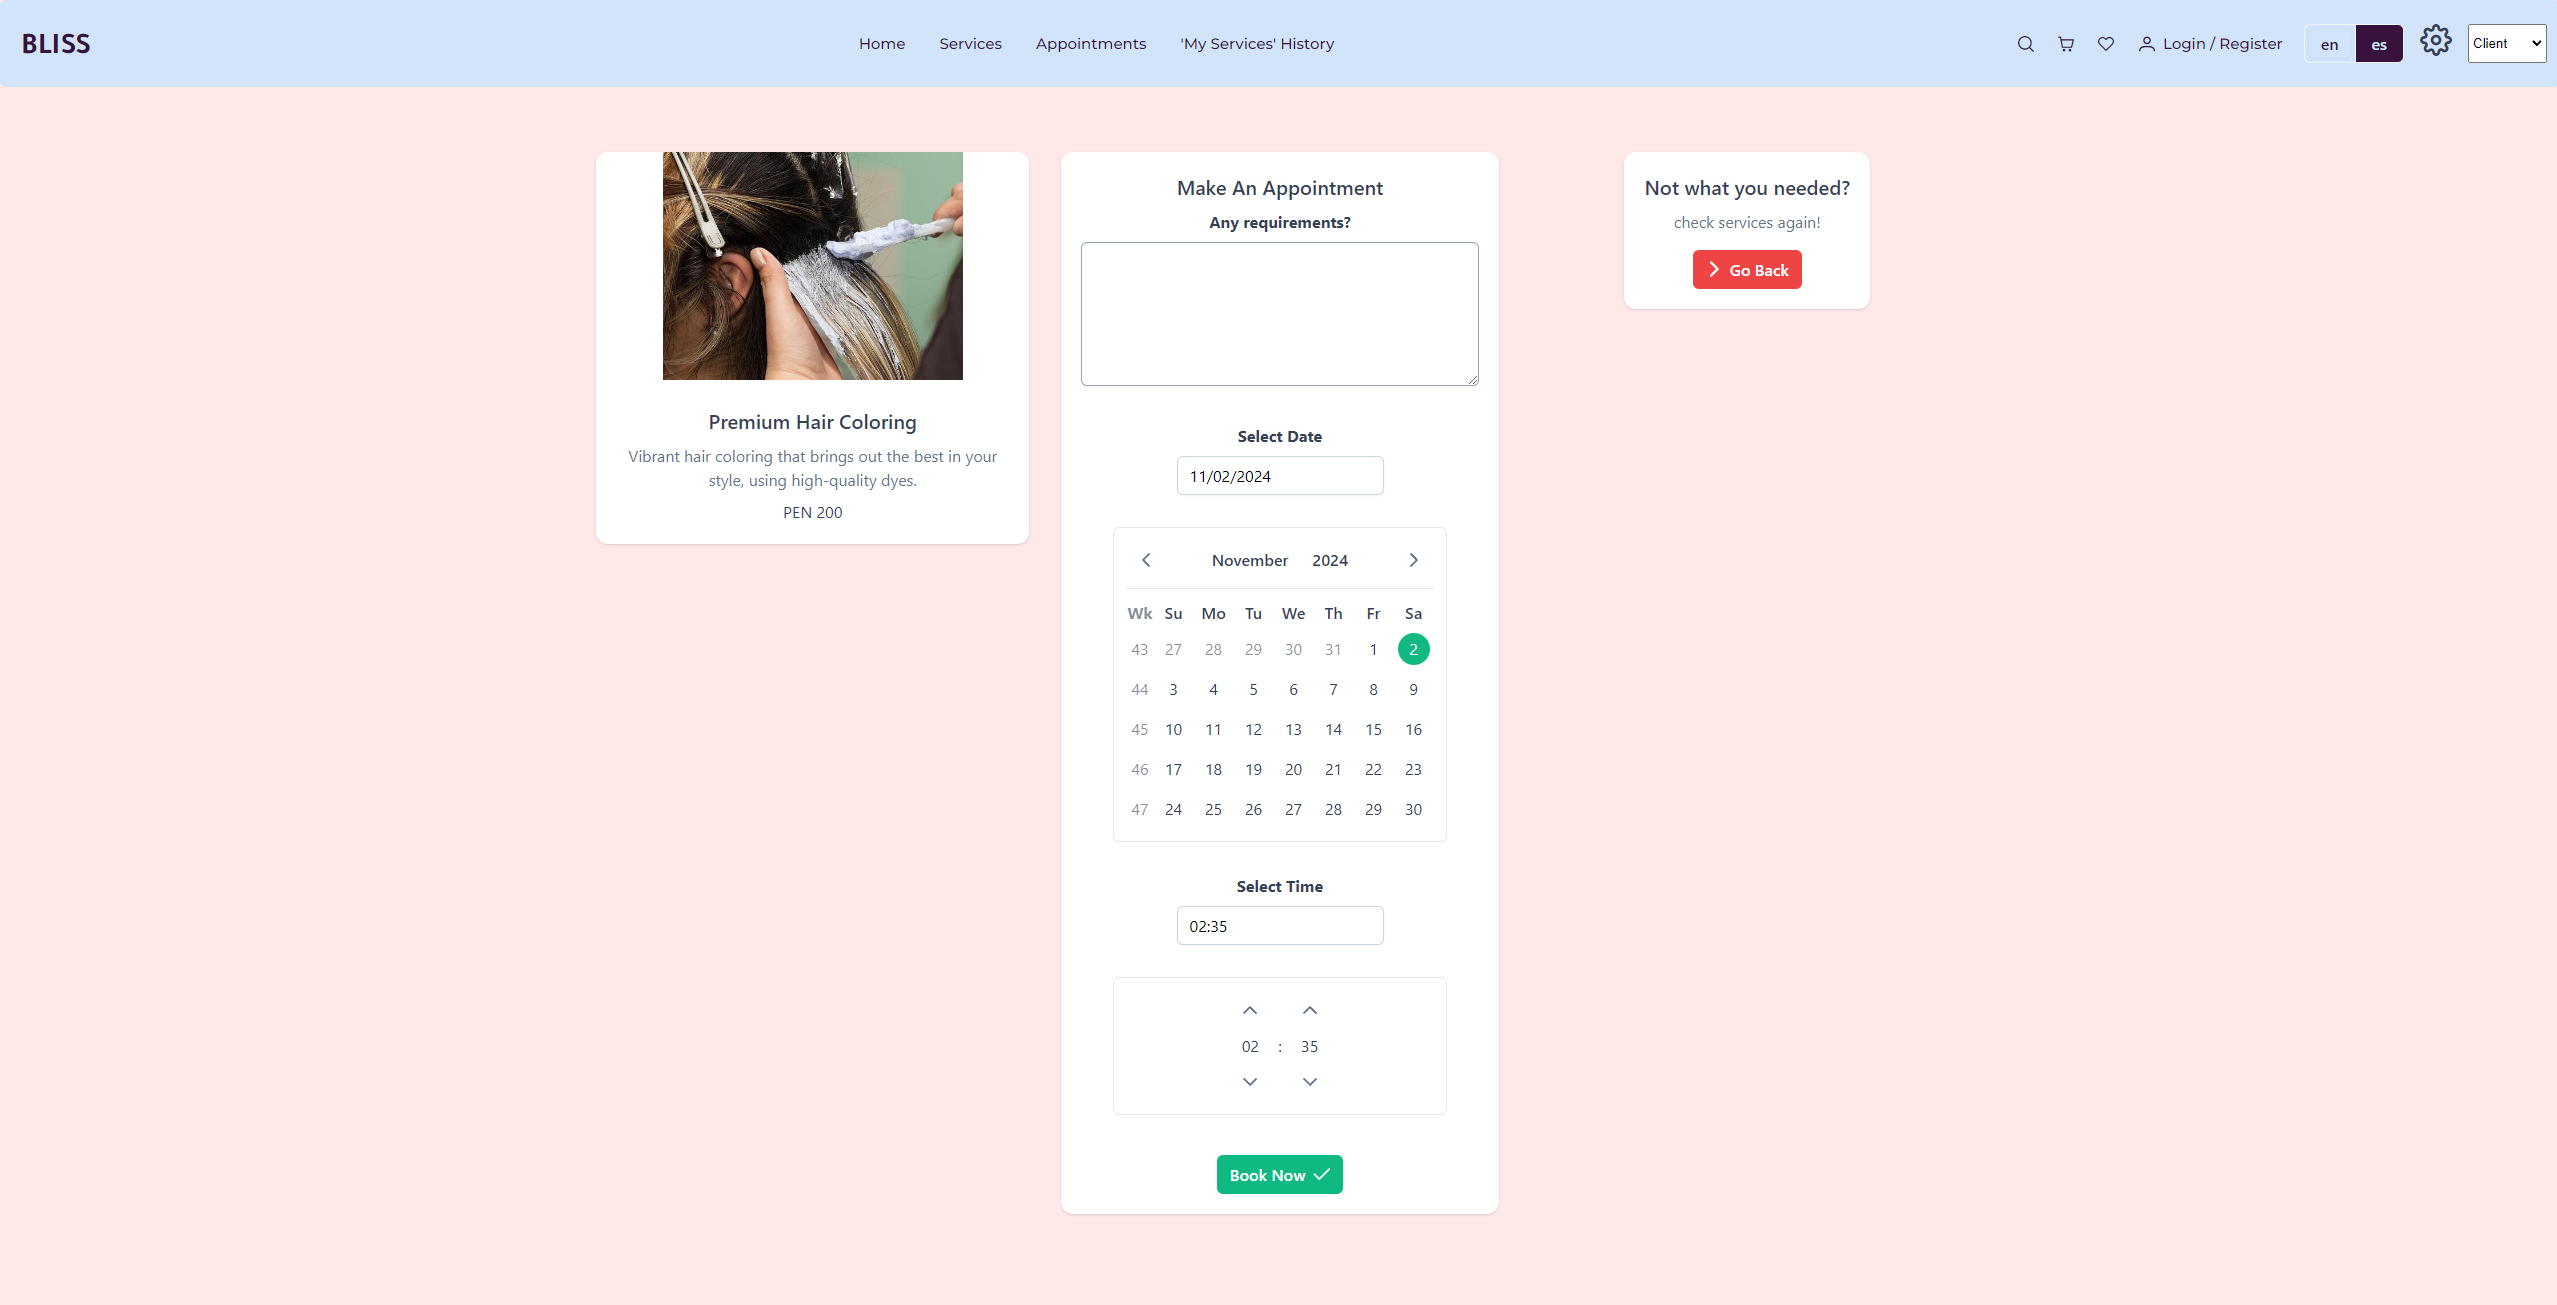 BLISS
Home Services Appointments 'My Services' History
Login / Register en es Client
Premium Hair Coloring
Vibrant hair coloring that brings out the best in your
style, using high-quality dyes.
PEN 200
Make An Appointment
Any requirements?
Select Date
11/02/2024
November 2024
Wk Su Mo Tu We Th Fr Sa
43 27 28 29 30 31 1 2
44 3 4 5 6 7 8 9
45 10 11 12 13 14 15 16
46 17 18 19 20 21 22 23
47 24 25 26 27 28 29 30
Select Time
02:35
02 : 35
Book Now
Not what you needed?
check services again!
Go Back